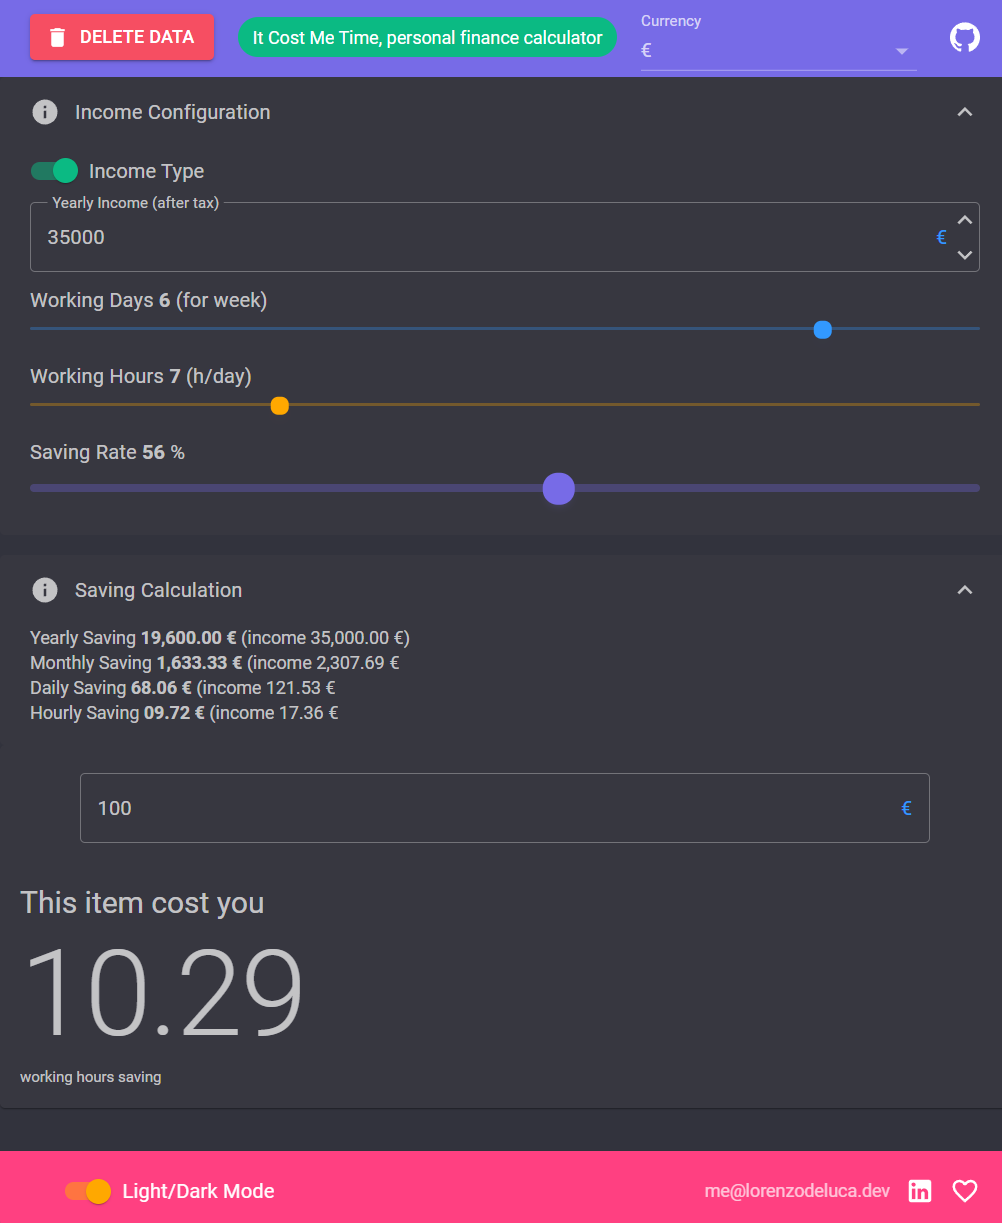 DELETE DATA
It Cost Me Time, personal finance calculator
Currency
€
Income Configuration
Income Type
Yearly Income (after tax)
35000 €
Working Days 6 (for week)
Working Hours 7 (h/day)
Saving Rate 56 %
Saving Calculation
Yearly Saving 19,600.00 € (income 35,000.00 €)
Monthly Saving 1,633.33 € (income 2,307.69 €
Daily Saving 68.06 € (income 121.53 €
Hourly Saving 09.72 € (income 17.36 €
100 €
This item cost you
10.29
working hours saving
Light/Dark Mode
me@lorenzodeluca.dev